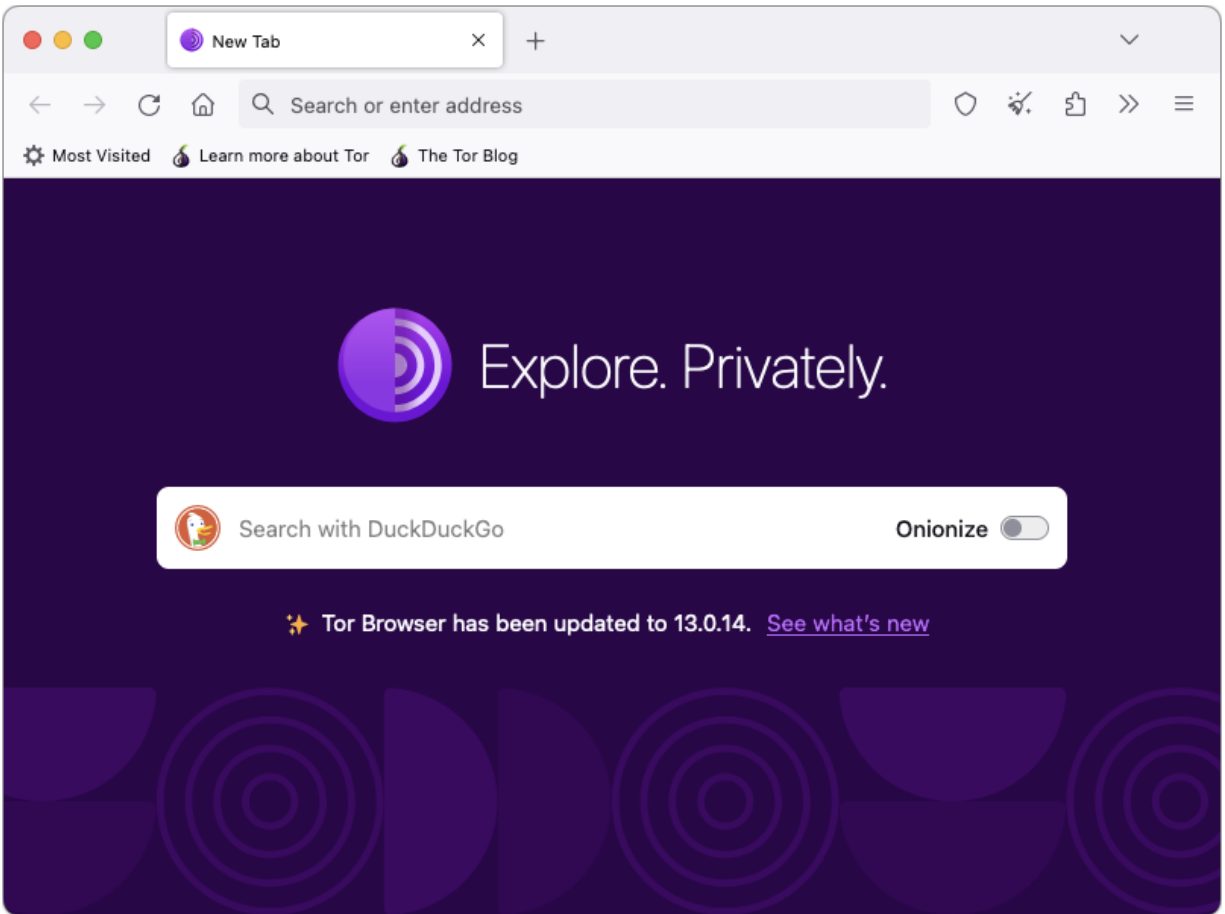 New Tab
Search or enter address
Most Visited Learn more about Tor The Tor Blog
Explore. Privately.
Search with DuckDuckGo Onionize
Tor Browser has been updated to 13.0.14. See what's new